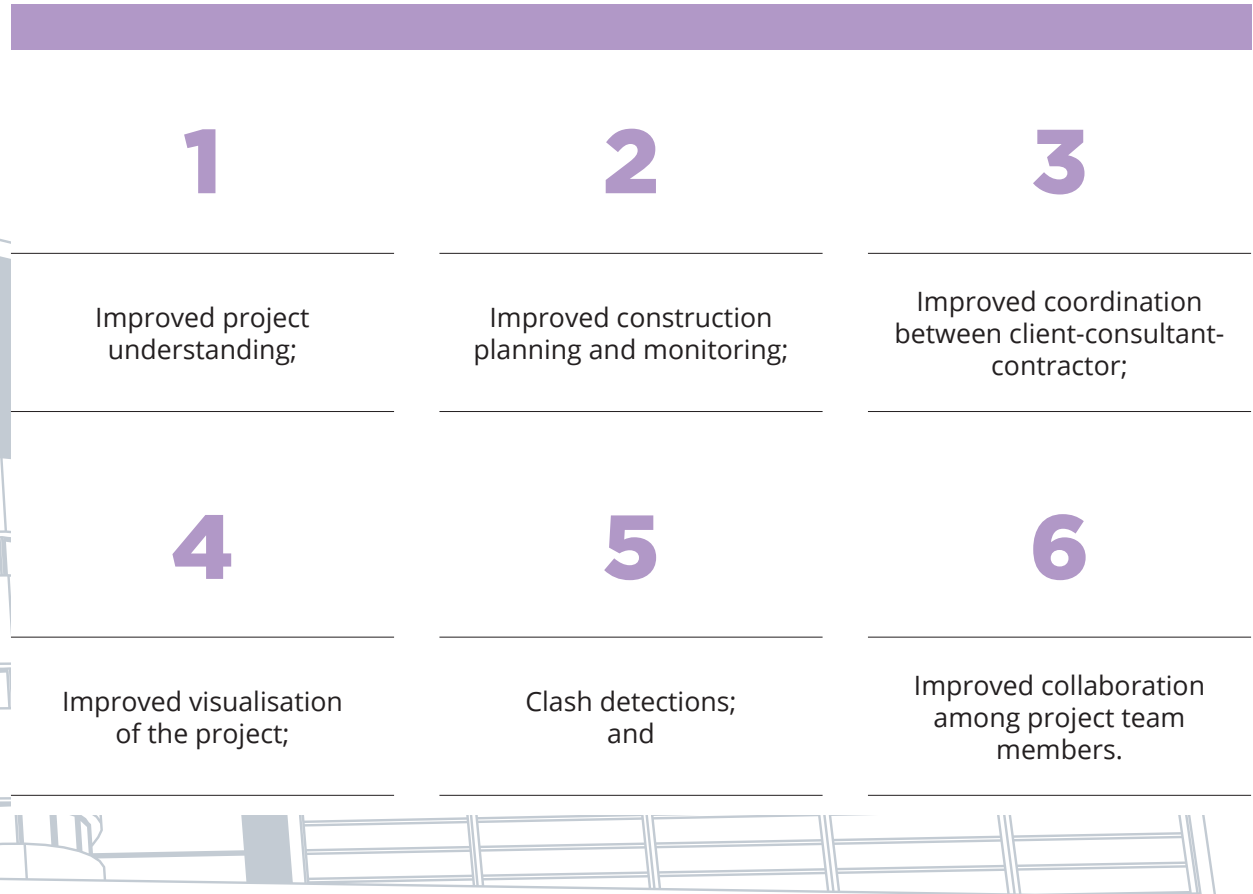 1
Improved project
understanding;
2
Improved construction
planning and monitoring;
3
Improved coordination
between client-consultant-
contractor;
4
Improved visualisation
of the project;
5
Clash detections;
and
6
Improved collaboration
among project team
members.